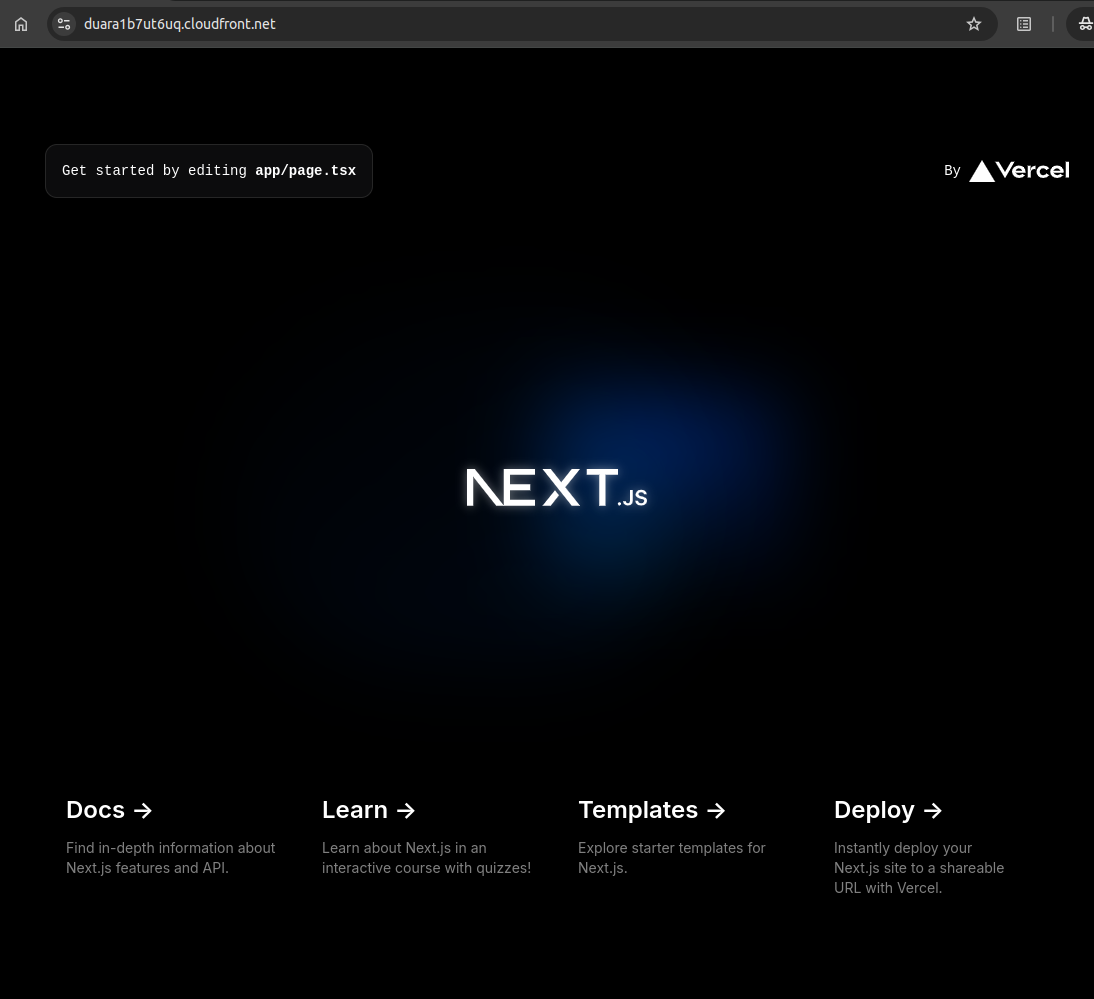 duara1b7ut6uq.cloudfront.net
Get started by editing app/page.tsx
By Vercel
NEXT.JS
Docs →
Find in-depth information about
Next.js features and API.
Learn →
Learn about Next.js in an
interactive course with quizzes!
Templates →
Explore starter templates for
Next.js.
Deploy →
Instantly deploy your
Next.js site to a shareable
URL with Vercel.